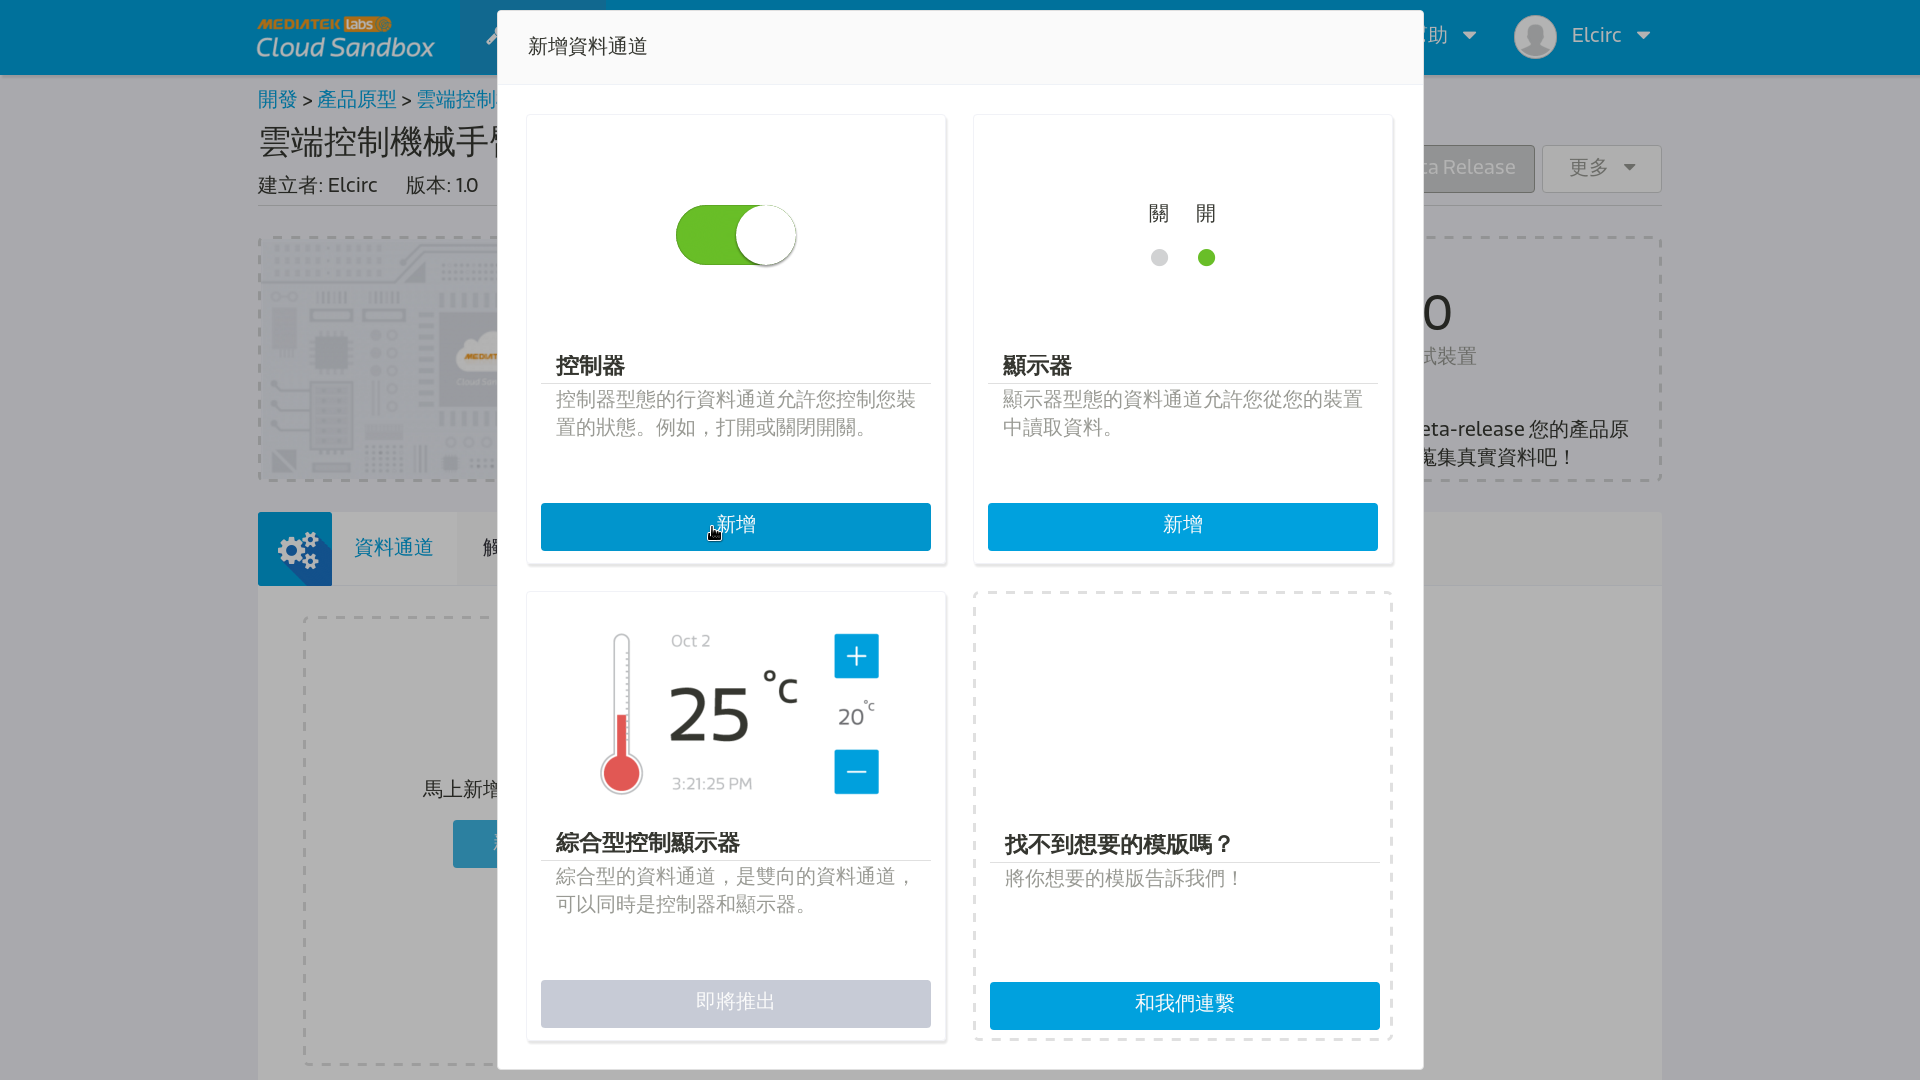 MEDIATEK labs
Cloud Sandbox
助
Elcirc
開發 > 產品原型 > 雲端控制
雲端控制機械手
建立者: Elcirc 版本: 1.0
a Release
更多
新增資料通道
控制器
控制器型態的行資料通道允許您控制您裝
置的狀態。例如，打開或關閉開關。
新增
關 開
顯示器
顯示器型態的資料通道允許您從您的裝置
中讀取資料。
新增
0
試裝置
eta-release 您的產品原
蒐集真實資料吧！
資料通道
馬上新增
Oct 2
25 °C
3:21:25 PM
+
20°c
−
綜合型控制顯示器
綜合型的資料通道，是雙向的資料通道，
可以同時是控制器和顯示器。
即將推出
找不到想要的模版嗎？
將你想要的模版告訴我們！
和我們連繫